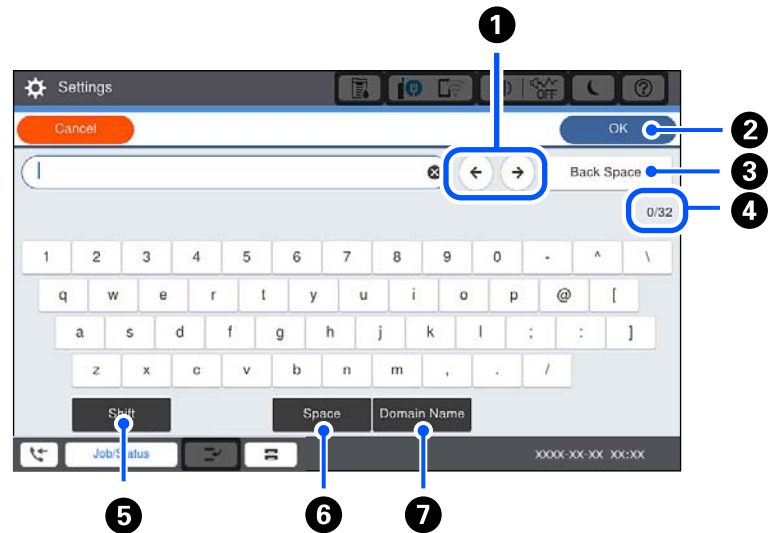 1
Settings
OFF
?
Cancel
OK
2
Back Space
3
0/32
4
1 2 3 4 5 6 7 8 9 0 - ^ \
q w e r t y u i o p @ [
a s d f g h j k l ; : ]
z x c v b n m , . /
Shift Space Domain Name
Job/Status
XXXX-XX-XX XX:XX
5 6 7